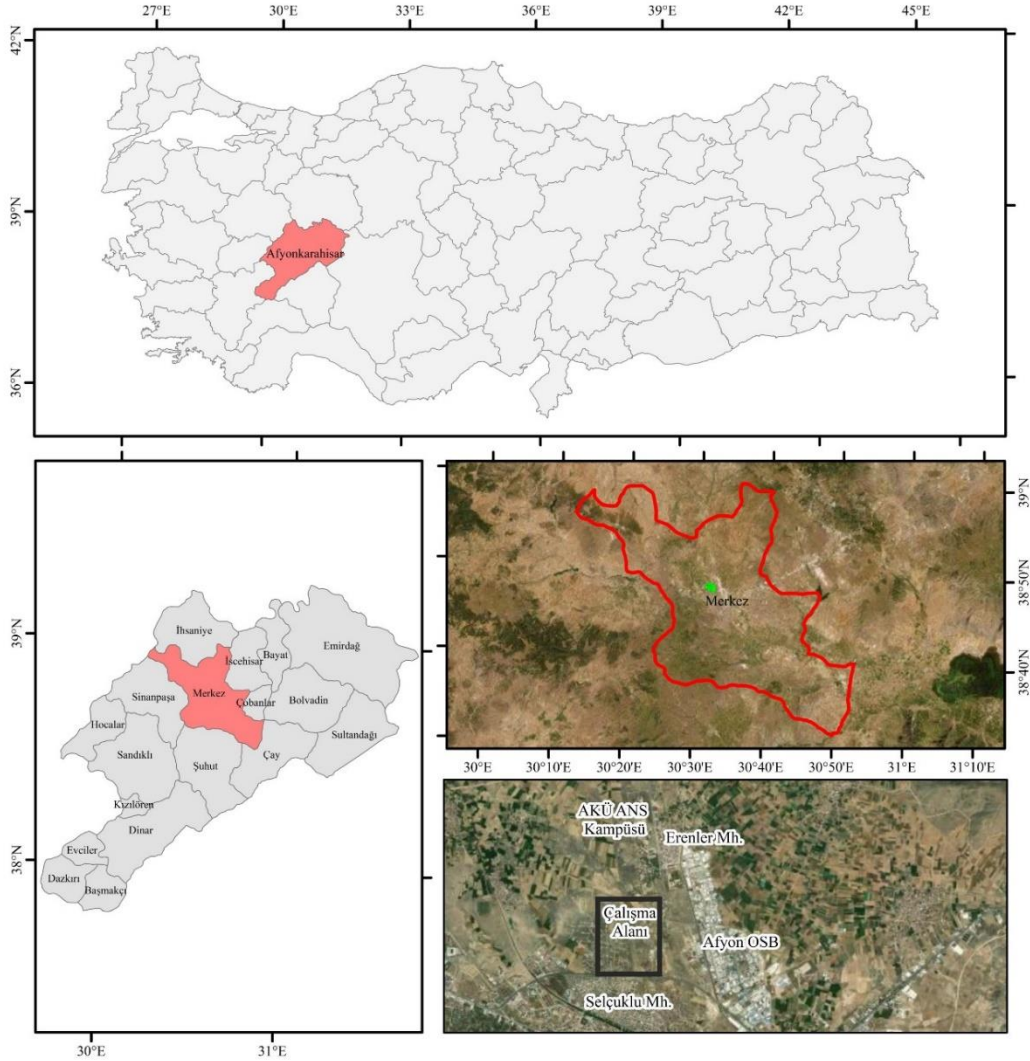 27°E 30°E 33°E 36°E 39°E 42°E 45°E
42°N
39°N
36°N
Afyonkarahisar
39°N
38°N
İhsaniye
İscehisar
Bayat
Emirdağ
Sinanpaşa
Merkez
Çobanlar
Bolvadin
Hocalar
Sultandağı
Sandıklı
Şuhut
Çay
Kızılören
Dinar
Evciler
Dazkırı
Başmakçı
30°E 31°E
Merkez
39°N
38°50'N
38°40'N
30°E 30°10'E 30°20'E 30°30'E 30°40'E 30°50'E 31°E 31°10'E
AKÜ ANS
Kampüsü
Erenler Mh.
Çalışma
Alanı
Afyon OSB
Selçuklu Mh.